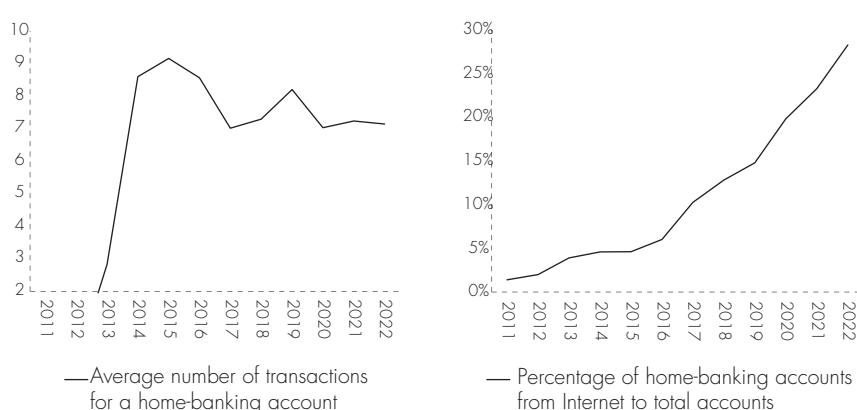 10
9
8
7
6
5
4
3
2
2011 2012 2013 2014 2015 2016 2017 2018 2019 2020 2021 2022
Average number of transactions
for a home-banking account
30%
25%
20%
15%
10%
5%
0%
2011 2012 2013 2014 2015 2016 2017 2018 2019 2020 2021 2022
Percentage of home-banking accounts
from Internet to total accounts